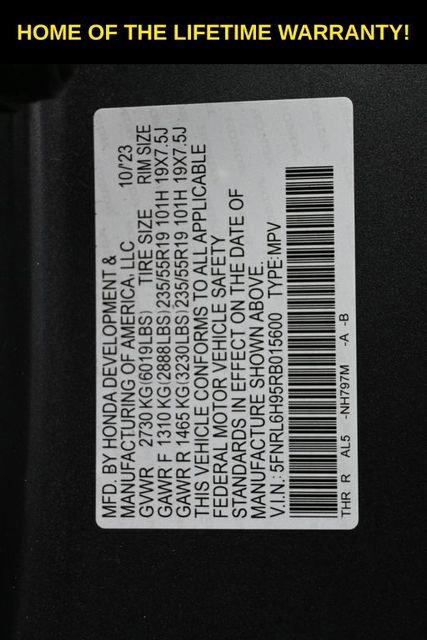 HOME OF THE LIFETIME WARRANTY!
MFD. BY HONDA DEVELOPMENT &
MANUFACTURING OF AMERICA, LLC 10/'23
GVWR 2730 KG(6019LBS) TIRE SIZE RIM SIZE
GAWR F 1310 KG(2888LBS) 235/55R19 101H 19X7.5J
GAWR R 1465 KG(3230LBS) 235/55R19 101H 19X7.5J
THIS VEHICLE CONFORMS TO ALL APPLICABLE
FEDERAL MOTOR VEHICLE SAFETY
STANDARDS IN EFFECT ON THE DATE OF
MANUFACTURE SHOWN ABOVE.
V.I.N.: 5FNRL6H95RB015600 TYPE:MPV
THR R AL5 -NH797M -A -B